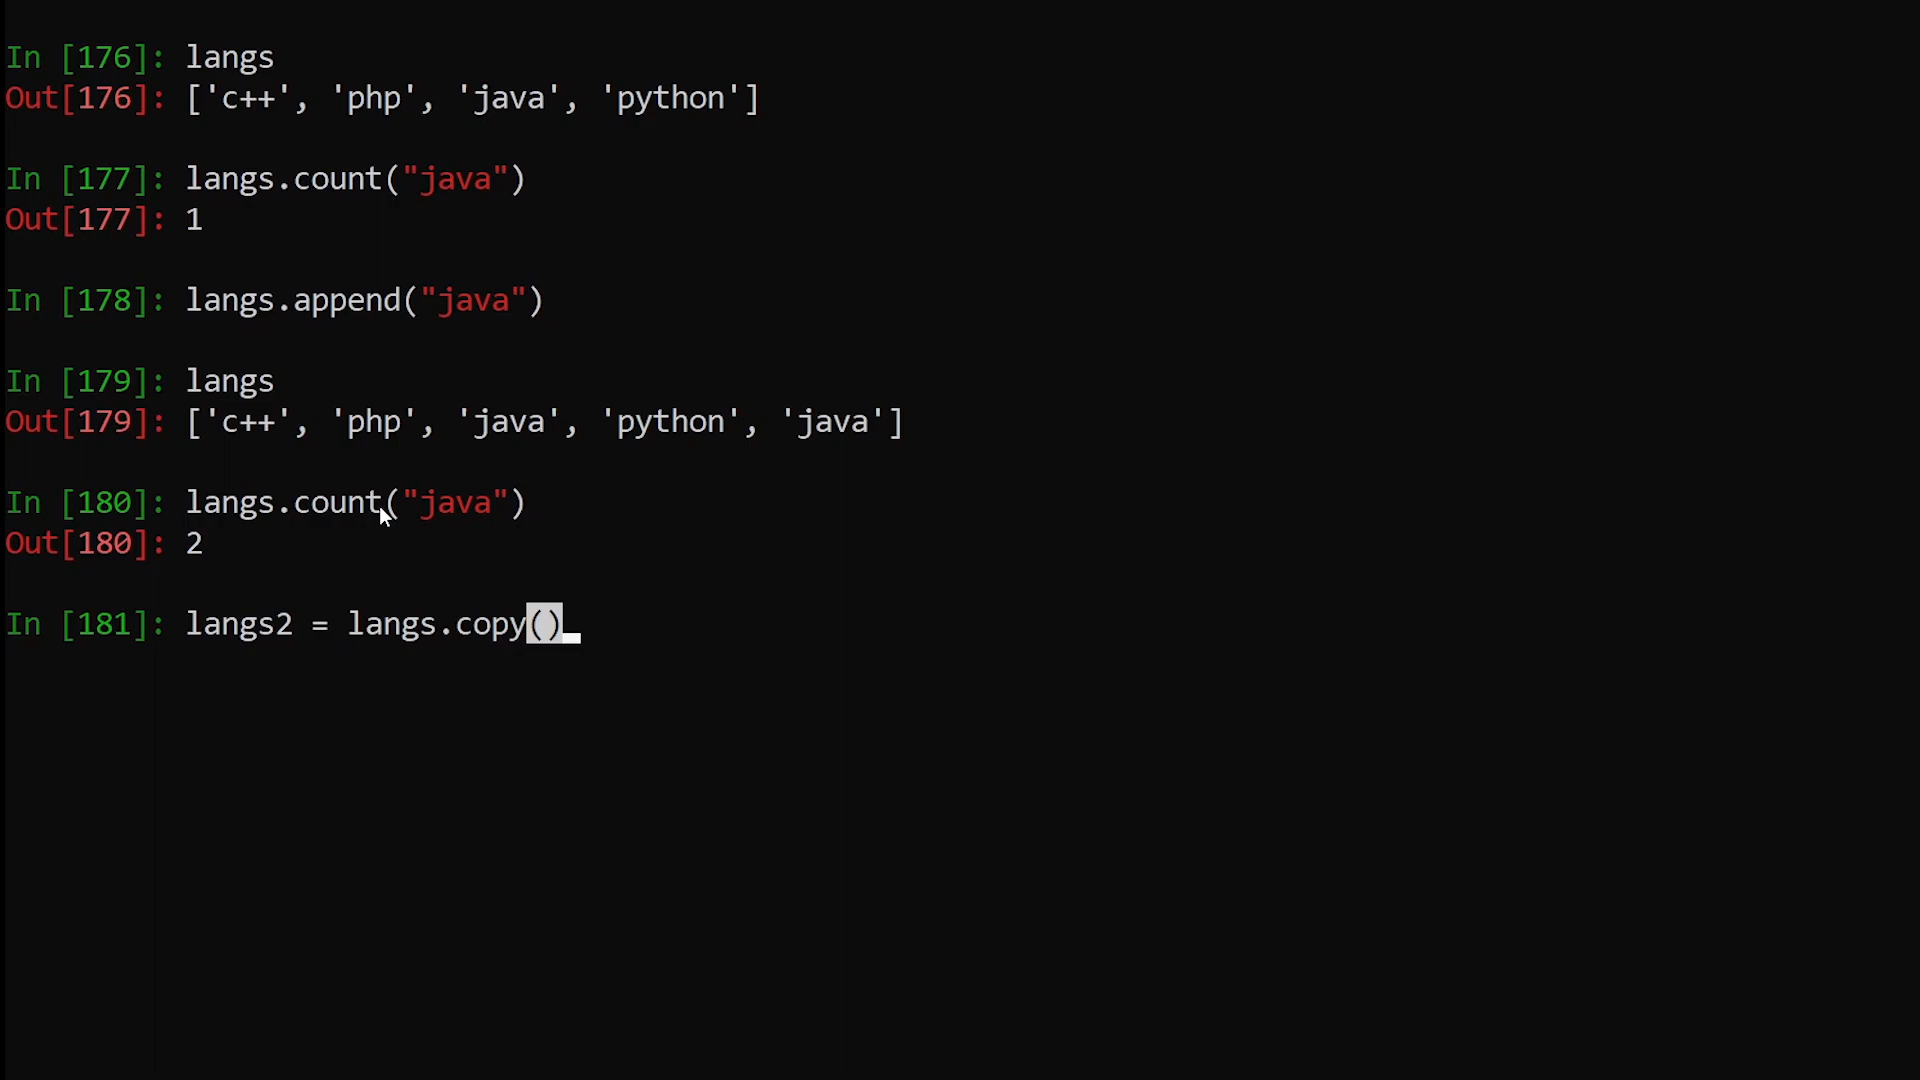 In [176]: langs
Out[176]: ['c++', 'php', 'java', 'python']
In [177]: langs.count("java")
Out[177]: 1
In [178]: langs.append("java")
In [179]: langs
Out[179]: ['c++', 'php', 'java', 'python', 'java']
In [180]: langs.count("java")
Out[180]: 2
In [181]: langs2 = langs.copy()